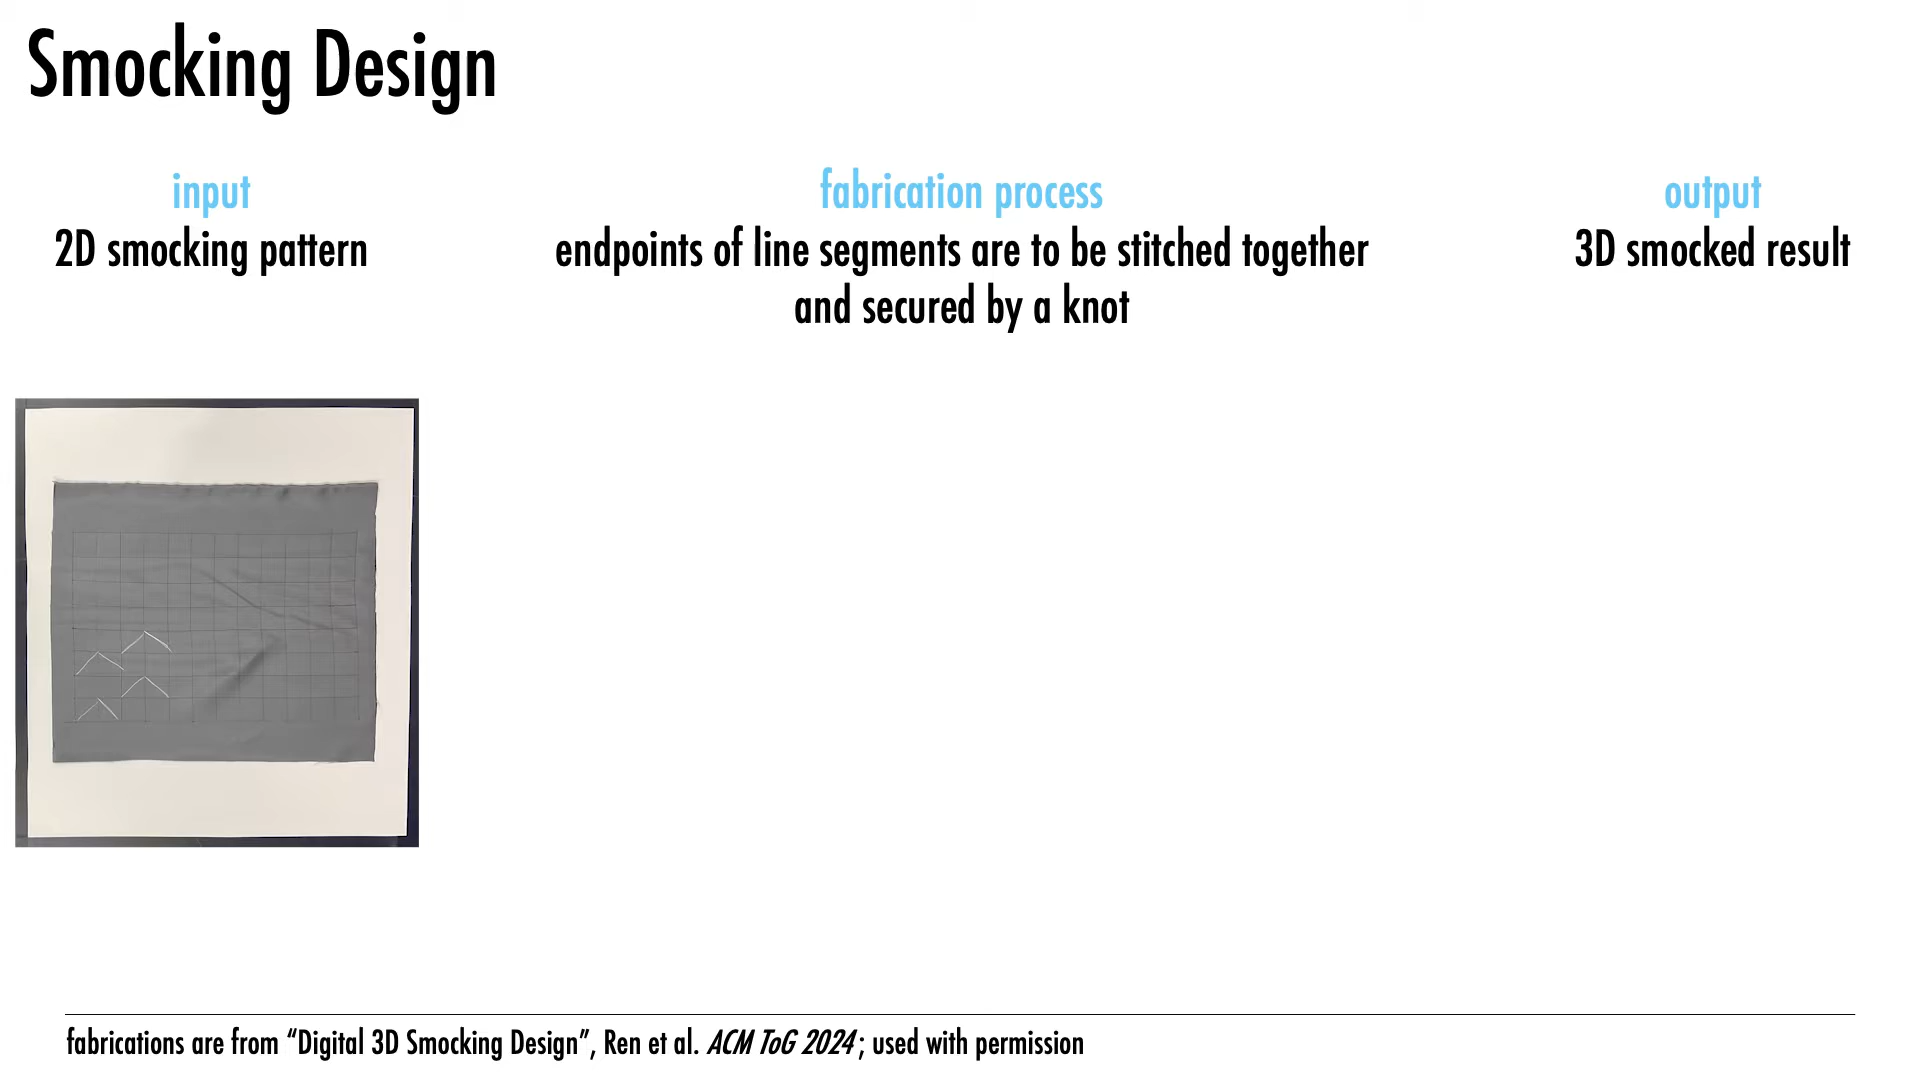 Smocking Design
input
2D smocking pattern
fabrication process
endpoints of line segments are to be stitched together
and secured by a knot
output
3D smocked result
fabrications are from “Digital 3D Smocking Design”, Ren et al. ACM ToG 2024; used with permission